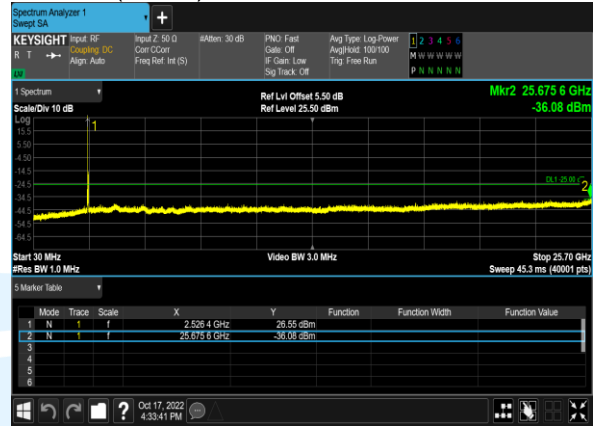 Spectrum Analyzer 1
Swept SA
KEYSIGHT Input: RF Input Z: 50 Ω #Atten: 30 dB PNO: Fast Avg Type: Log-Power 1 2 3 4 5 6
R T Coupling: DC Corr CCorr Gate: Off Avg|Hold: 100/100 M W W W W W
Align: Auto Freq Ref: Int (S) IF Gain: Low Trig: Free Run
LW Sig Track: Off P N N N N N
1 Spectrum Ref Lvl Offset 5.50 dB Mkr2 25.675 6 GHz
Scale/Div 10 dB Ref Level 25.50 dBm -36.08 dBm
Log
15.5 1
5.50
-4.50
-14.5
-24.5 DL1 -25.00 2
-34.5
-44.5
-54.5
-64.5
Start 30 MHz Video BW 3.0 MHz Stop 25.70 GHz
#Res BW 1.0 MHz Sweep 45.3 ms (40001 pts)
5 Marker Table
Mode Trace Scale X Y Function Function Width Function Value
1 N 1 f 2.526 4 GHz 26.55 dBm
2 N 1 f 25.675 6 GHz -36.08 dBm
3
4
5
6
? Oct 17, 2022
4:33:41 PM